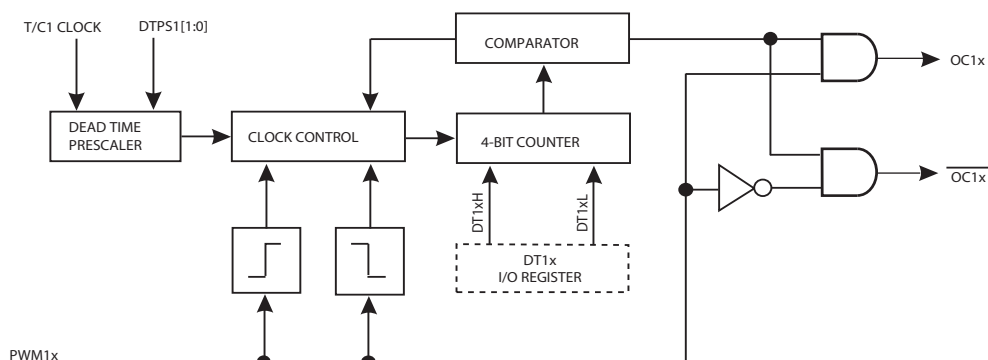 T/C1 CLOCK
DTPS1[1:0]
COMPARATOR
OC1x
DEAD TIME
PRESCALER
CLOCK CONTROL
4-BIT COUNTER
OC1x
DT1xH
DT1xL
DT1x
I/O REGISTER
PWM1x